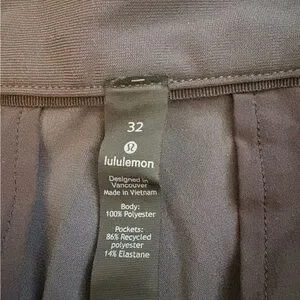 32
lululemon
Designed in
Vancouver
Made in Vietnam
Body:
100% Polyester
Pockets:
86% Recycled
polyester
14% Elastane